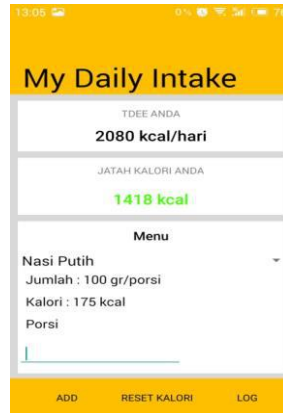 13:05
My Daily Intake
TDEE ANDA
2080 kcal/hari
JATAH KALORI ANDA
1418 kcal
Menu
Nasi Putih
Jumlah : 100 gr/porsi
Kalori : 175 kcal
Porsi
ADD RESET KALORI LOG